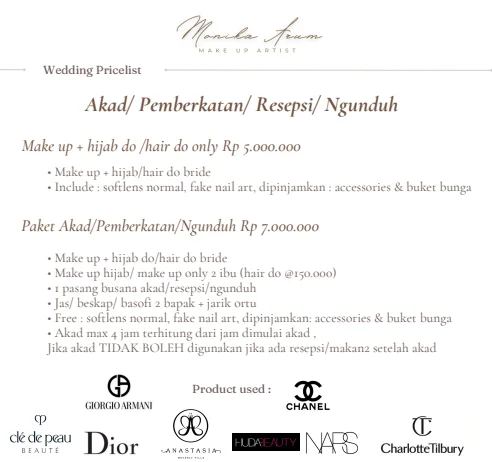 Monika Arum
MAKE UP ARTIST
Wedding Pricelist
Akad/ Pemberkatan/ Resepsi/ Ngunduh
Make up + hijab do /hair do only Rp 5.000.000
• Make up + hijab/hair do bride
• Include : softlens normal, fake nail art, dipinjamkan : accessories & buket bunga
Paket Akad/Pemberkatan/Ngunduh Rp 7.000.000
• Make up + hijab do/hair do bride
• Make up hijab/ make up only 2 ibu (hair do @150.000)
• 1 pasang busana akad/resepsi/ngunduh
• Jas/ beskap/ basofi 2 bapak + jarik ortu
• Free : softlens normal, fake nail art, dipinjamkan: accessories & buket bunga
• Akad max 4 jam terhitung dari jam dimulai akad ,
Jika akad TIDAK BOLEH digunakan jika ada resepsi/makan2 setelah akad
Product used :
GIORGIO ARMANI
CHANEL
clé de peau
BEAUTÉ
Dior
ANASTASIA
HUDABEAUTY
NARS
CharlotteTilbury